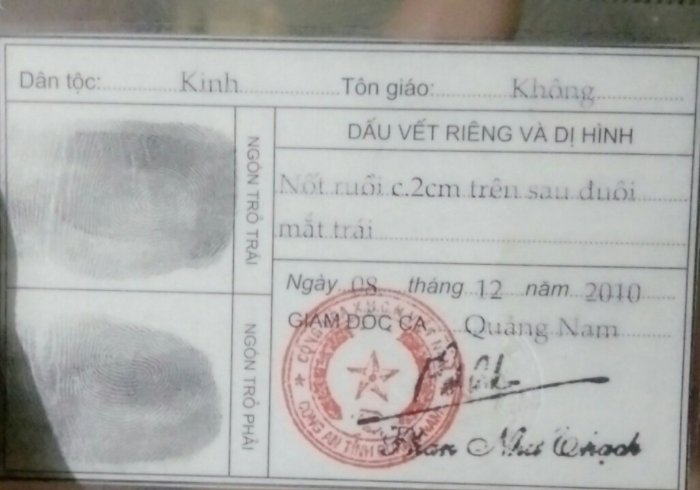 Dân tộc: Kinh Tôn giáo: Không
NGÓN TRỎ TRÁI
DẤU VẾT RIÊNG VÀ DỊ HÌNH
Nốt ruồi c.2cm trên sau đuôi
mắt trái
Ngày 08 tháng 12 năm 2010
GIÁM ĐỐC CA Quảng Nam
NGÓN TRỎ PHẢI
CÔNG AN TỈNH
Phan Như Thạch